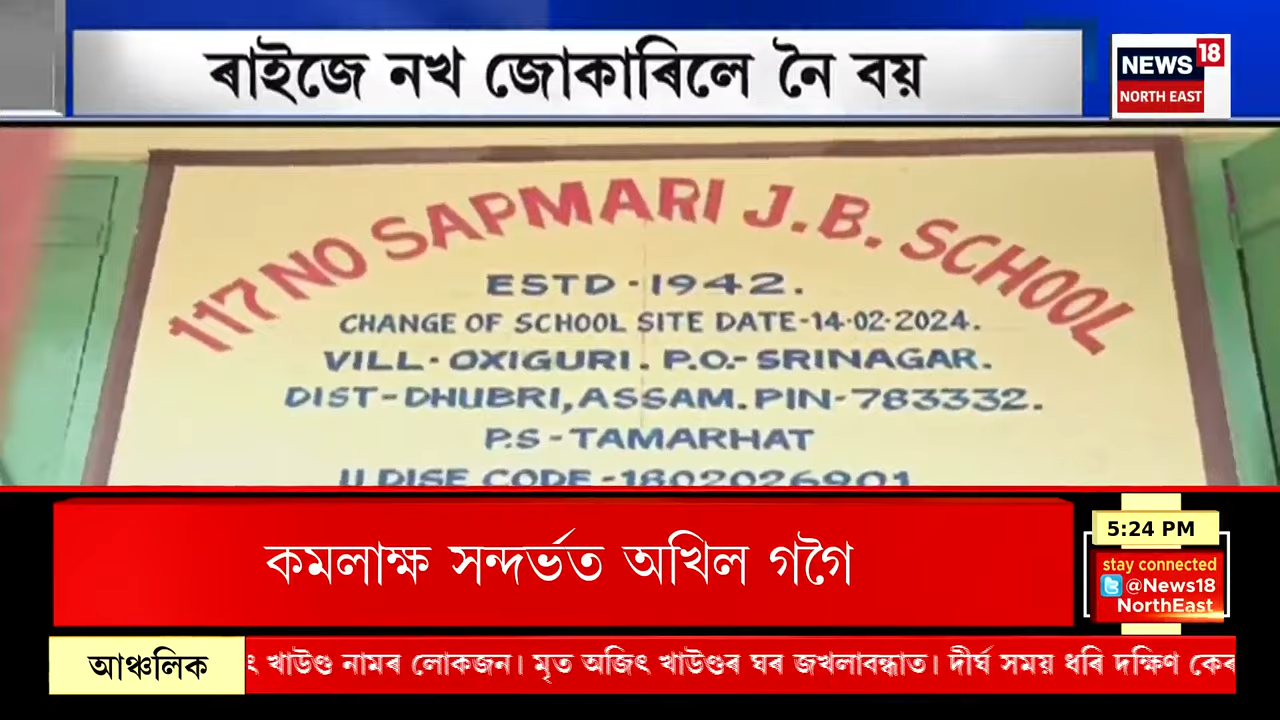 ৰাইজে নখ জোকাৰিলে নৈ বয়
NEWS 18
NORTH EAST
117 NO SAPMARI J.B. SCHOOL
ESTD-1942.
CHANGE OF SCHOOL SITE DATE-14-02-2024.
VILL-OXIGURI. P.O.-SRINAGAR.
DIST-DHUBRI, ASSAM. PIN-783332.
P.S-TAMARHAT
U DISE CODE-1802026901
কমলাক্ষ সন্দৰ্ভত অখিল গগৈ
5:24 PM
stay connected
@News18
NorthEast
আঞ্চলিক
খাউণ্ড নামৰ লোকজন। মৃত অজিৎ খাউণ্ডৰ ঘৰ জখলাবন্ধাত। দীৰ্ঘ সময় ধৰি দক্ষিণ